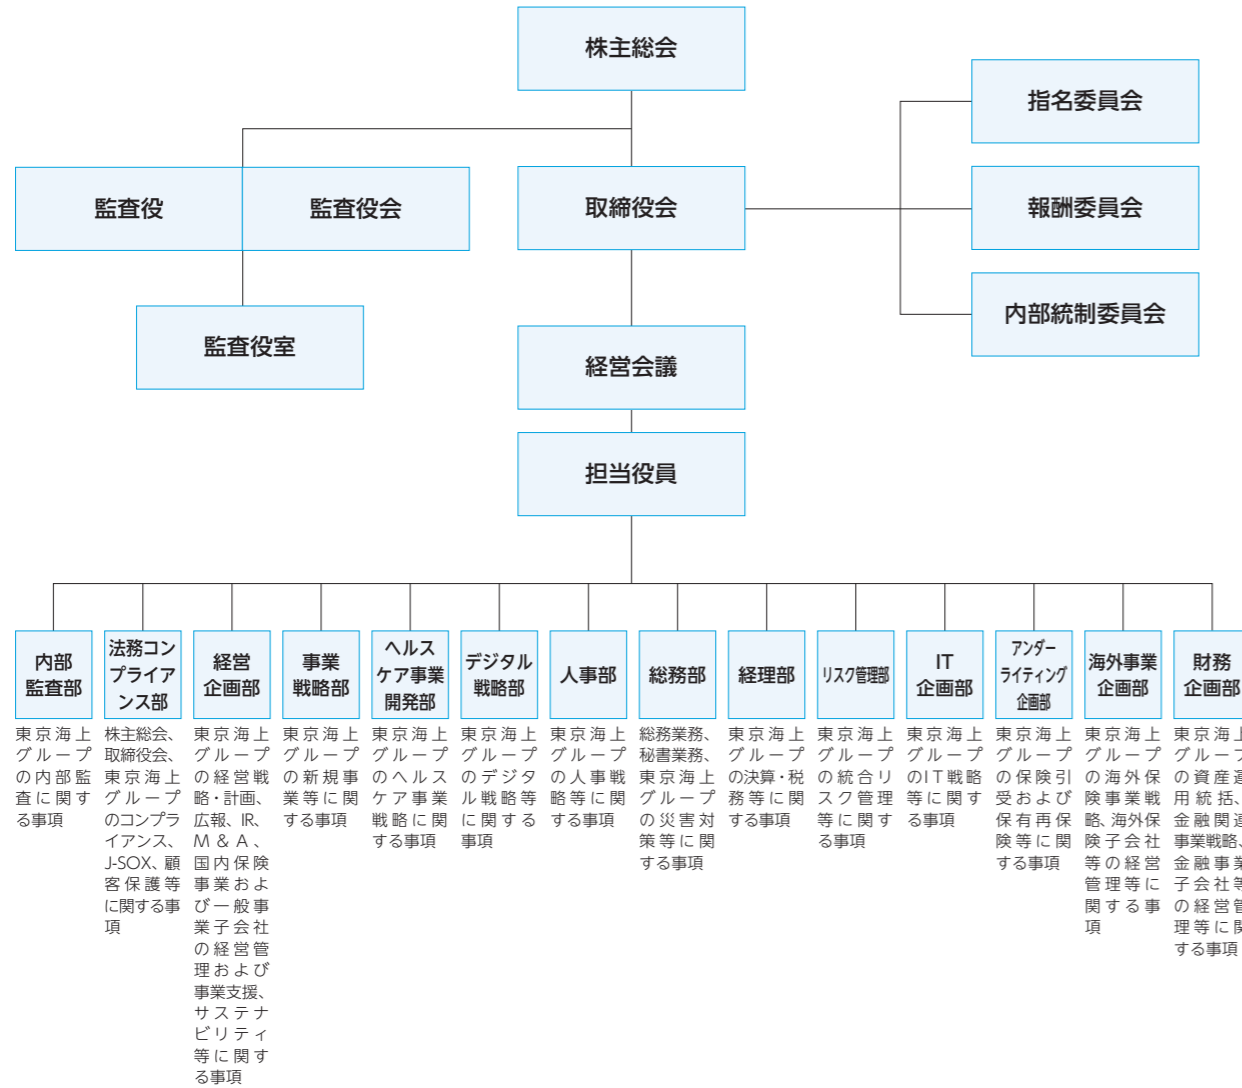 株主総会
指名委員会
監査役
監査役会
取締役会
報酬委員会
内部統制委員会
監査役室
経営会議
担当役員
内部
監査部
東京海上
グループ
の内部監
査に関す
る事項
法務コン
プライア
ンス部
株主総会、
取締役会、
東京海上
グループ
のコンプラ
イアンス、
J-SOX、顧
客保護等
に関する事
項
経営
企画部
東京海上
グループ
の経営戦
略・計画、
広報、IR、
M＆A、
国内保険
事業およ
び一般事
業子会社
の経営管
理および
事業支援、
サステナ
ビリティ
等に関す
る事項
事業
戦略部
東京海上
グループ
の新規事
業等に関
する事項
ヘルス
ケア事業
開発部
東京海上
グループ
のヘルス
ケア事業
戦略に関
する事項
デジタル
戦略部
東京海上
グループ
のデジタ
ル戦略等
に関する
事項
人事部
東京海上
グループ
の人事戦
略等に関
する事項
総務部
総務業務、
秘書業務、
東京海上
グループ
の災害対
策等に関
する事項
経理部
東京海上
グループ
の決算・税
務等に関
する事項
リスク管理部
東京海上
グループ
の統合リ
スク管理
等に関す
る事項
IT
企画部
東京海上
グループ
のIT戦略
等に関す
る事項
アンダー
ライティング
企画部
東京海上
グループ
の保険引
受および
保有再保
険等に関
する事項
海外事業
企画部
東京海上
グループ
の海外保
険事業戦
略、海外保
険子会社
等の経営
管理等に
関する事
項
財務
企画部
東京海上
グループ
の資産運
用統括、
金融関連
事業戦略、
金融事業
子会社等
の経営管
理等に関
する事項